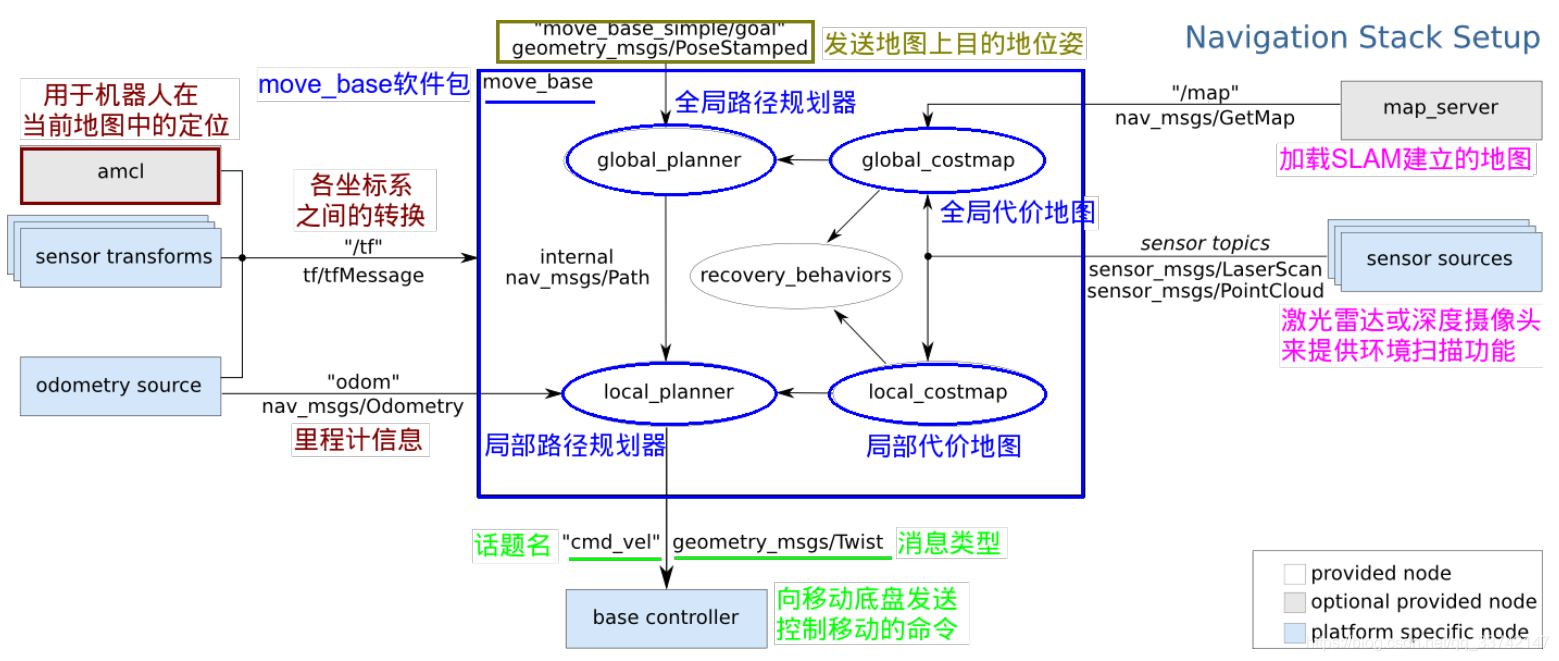 "move_base_simple/goal"
geometry_msgs/PoseStamped
发送地图上目的地位姿
Navigation Stack Setup
用于机器人在
当前地图中的定位
move_base软件包
move_base
全局路径规划器
"/map"
nav_msgs/GetMap
map_server
加载SLAM建立的地图
amcl
global_planner
global_costmap
各坐标系
之间的转换
全局代价地图
sensor transforms
"/tf"
tf/tfMessage
internal
nav_msgs/Path
recovery_behaviors
sensor topics
sensor_msgs/LaserScan
sensor_msgs/PointCloud
sensor sources
激光雷达或深度摄像头
来提供环境扫描功能
odometry source
"odom"
nav_msgs/Odometry
里程计信息
local_planner
local_costmap
局部路径规划器
局部代价地图
话题名
"cmd_vel"
geometry_msgs/Twist
消息类型
base controller
向移动底盘发送
控制移动的命令
provided node
optional provided node
platform specific node